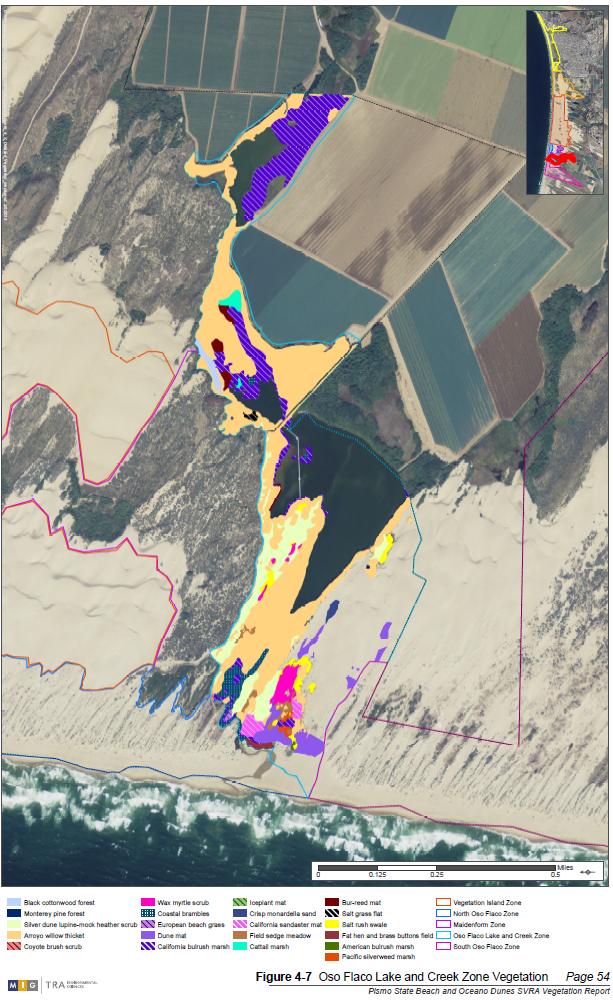 Miles
0 0.125 0.25 0.5
Black cottonwood forest
Monterey pine forest
Silver dune lupine-mock heather scrub
Arroyo willow thicket
Coyote brush scrub
Wax myrtle scrub
Coastal brambles
European beach grass
Dune mat
California bulrush marsh
Iceplant mat
Crisp monardella sand
California sandaster mat
Field sedge meadow
Cattail marsh
Bur-reed mat
Salt grass flat
Salt rush swale
Fat hen and brass buttons field
American bulrush marsh
Pacific silverweed marsh
Vegetation Island Zone
North Oso Flaco Zone
Maidenform Zone
Oso Flaco Lake and Creek Zone
South Oso Flaco Zone
MIG TRA ENVIRONMENTAL SCIENCES
Figure 4-7 Oso Flaco Lake and Creek Zone Vegetation Page 54
Pismo State Beach and Oceano Dunes SVRA Vegetation Report